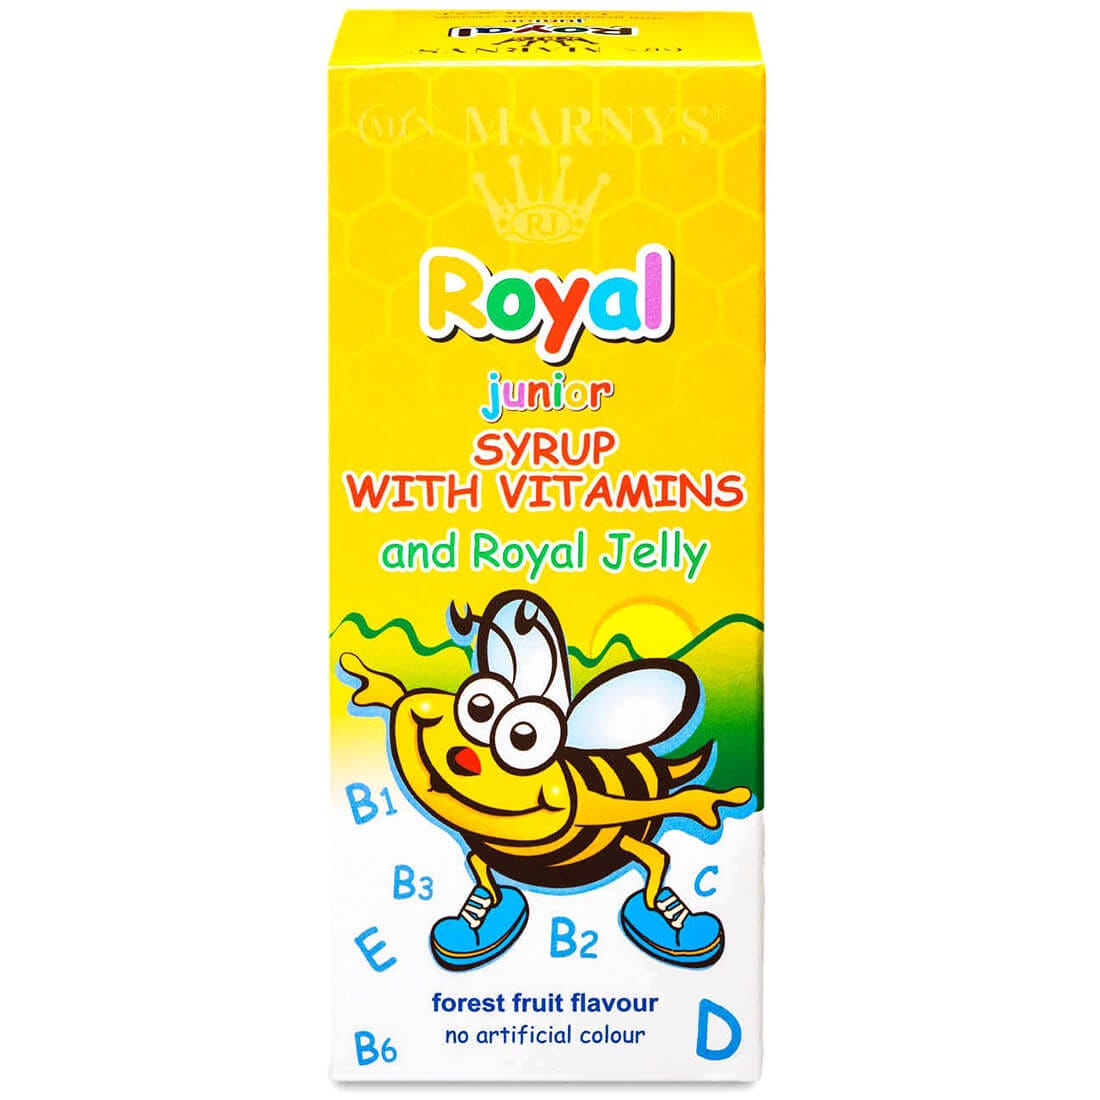 MARNYS®
RJ
Royal
junior
SYRUP
WITH VITAMINS
and Royal Jelly
B1
B3
C
E
B2
forest fruit flavour
no artificial colour
B6
D